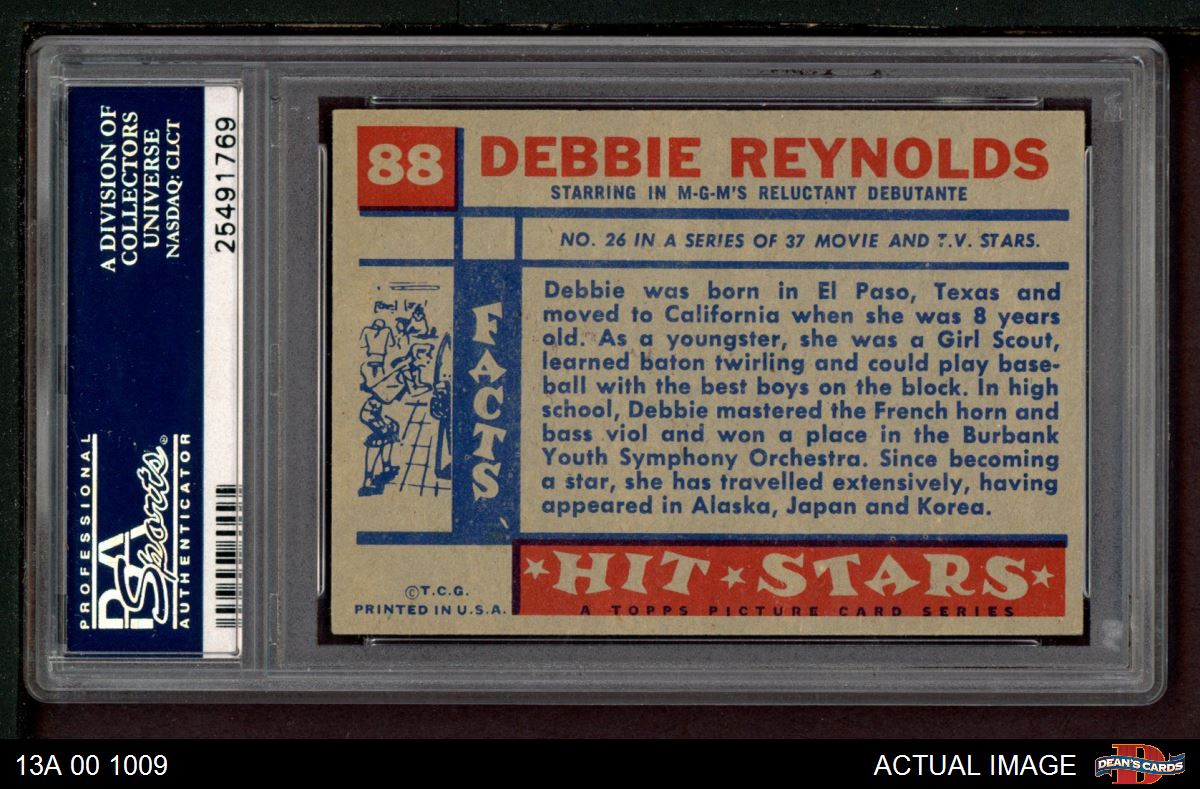 A DIVISION OF
COLLECTORS
UNIVERSE
NASDAQ: CLCT
25491769
PROFESSIONAL
PSA
Sports®
AUTHENTICATOR
88
DEBBIE REYNOLDS
STARRING IN M-G-M'S RELUCTANT DEBUTANTE
NO. 26 IN A SERIES OF 37 MOVIE AND T.V. STARS.
FACTS
Debbie was born in El Paso, Texas and
moved to California when she was 8 years
old. As a youngster, she was a Girl Scout,
learned baton twirling and could play base-
ball with the best boys on the block. In high
school, Debbie mastered the French horn and
bass viol and won a place in the Burbank
Youth Symphony Orchestra. Since becoming
a star, she has travelled extensively, having
appeared in Alaska, Japan and Korea.
©T.C.G.
PRINTED IN U.S.A.
HIT STARS
A TOPPS PICTURE CARD SERIES
13A 00 1009
ACTUAL IMAGE
D
DEAN'S CARDS